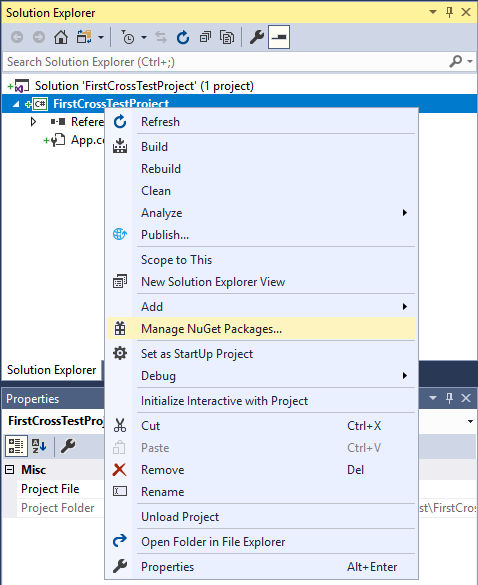 Solution Explorer
Search Solution Explorer (Ctrl+;)
Solution 'FirstCrossTestProject' (1 project)
C# FirstCrossTestProject
Refere
App.co
Refresh
Build
Rebuild
Clean
Analyze
Publish...
Scope to This
New Solution Explorer View
Add
Manage NuGet Packages...
Set as StartUp Project
Debug
Initialize Interactive with Project
Cut Ctrl+X
Paste Ctrl+V
Remove Del
Rename
Unload Project
Open Folder in File Explorer
Properties Alt+Enter
Solution Explorer
Properties
FirstCrossTestProj
Misc
Project File
Project Folder st\FirstCros